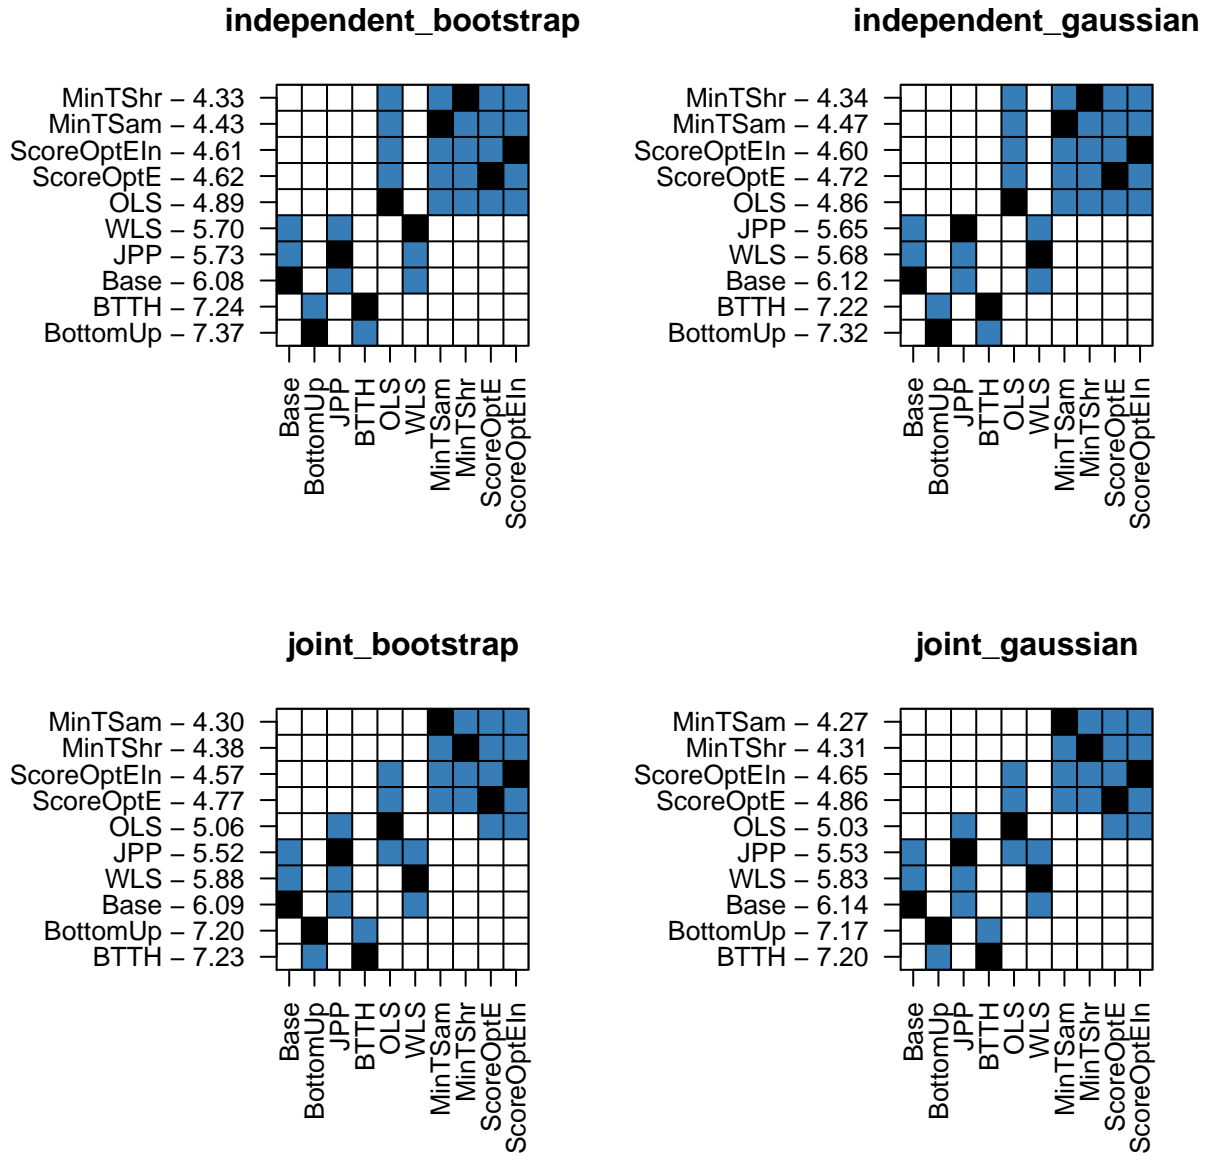 independent_bootstrap
MinTShr − 4.33
MinTSam − 4.43
ScoreOptEIn − 4.61
ScoreOptE − 4.62
OLS − 4.89
WLS − 5.70
JPP − 5.73
Base − 6.08
BTTH − 7.24
BottomUp − 7.37
Base
BottomUp
JPP
BTTH
OLS
WLS
MinTSam
MinTShr
ScoreOptE
ScoreOptEIn
independent_gaussian
MinTShr − 4.34
MinTSam − 4.47
ScoreOptEIn − 4.60
ScoreOptE − 4.72
OLS − 4.86
JPP − 5.65
WLS − 5.68
Base − 6.12
BTTH − 7.22
BottomUp − 7.32
Base
BottomUp
JPP
BTTH
OLS
WLS
MinTSam
MinTShr
ScoreOptE
ScoreOptEIn
joint_bootstrap
MinTSam − 4.30
MinTShr − 4.38
ScoreOptEIn − 4.57
ScoreOptE − 4.77
OLS − 5.06
JPP − 5.52
WLS − 5.88
Base − 6.09
BottomUp − 7.20
BTTH − 7.23
Base
BottomUp
JPP
BTTH
OLS
WLS
MinTSam
MinTShr
ScoreOptE
ScoreOptEIn
joint_gaussian
MinTSam − 4.27
MinTShr − 4.31
ScoreOptEIn − 4.65
ScoreOptE − 4.86
OLS − 5.03
JPP − 5.53
WLS − 5.83
Base − 6.14
BottomUp − 7.17
BTTH − 7.20
Base
BottomUp
JPP
BTTH
OLS
WLS
MinTSam
MinTShr
ScoreOptE
ScoreOptEIn